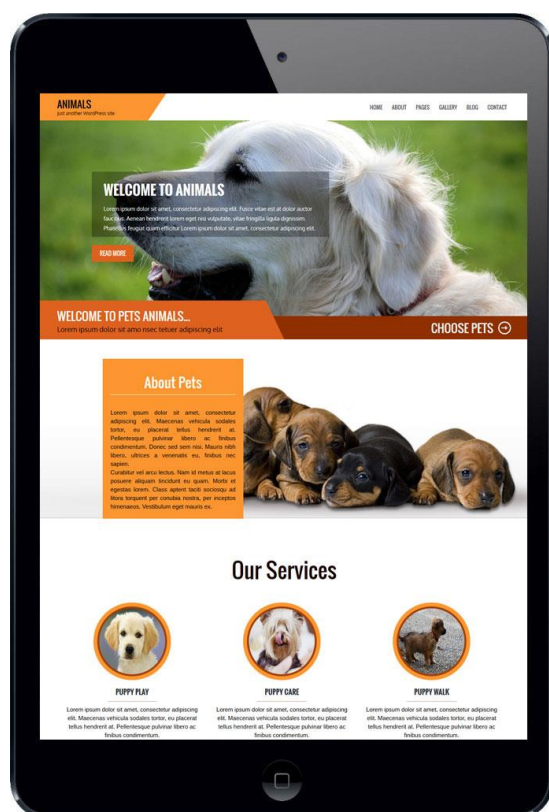 ANIMALS
just another WordPress site
HOME ABOUT PAGES GALLERY BLOG CONTACT
WELCOME TO ANIMALS
Lorem ipsum dolor sit amet, consectetur adipiscing elit. Fusce vitae est at dolor auctor
faucibus. Aenean hendrerit lorem eget nisi vulputate, vitae fringilla ligula dignissim.
Phasellus feugiat quam efficitur Lorem ipsum dolor sit amet, consectetur adipiscing elit.
READ MORE
WELCOME TO PETS ANIMALS...
Lorem ipsum dolor sit amo nsec tetuer adipiscing elit
CHOOSE PETS
About Pets
Lorem ipsum dolor sit amet, consectetur
adipiscing elit. Maecenas vehicula sodales
tortor, eu placerat tellus hendrerit at.
Pellentesque pulvinar libero ac finibus
condimentum. Donec sed sem nisi. Mauris nibh
libero, ultrices a venenatis eu, finibus nec
sapien.
Curabitur vel arcu lectus. Nam id metus at lacus
posuere aliquam tincidunt eu quam. Morbi et
egestas lorem. Class aptent taciti sociosqu ad
litora torquent per conubia nostra, per inceptos
himenaeos. Vestibulum eget mauris ex.
Our Services
PUPPY PLAY
Lorem ipsum dolor sit amet, consectetur adipiscing
elit. Maecenas vehicula sodales tortor, eu placerat
tellus hendrerit at. Pellentesque pulvinar libero ac
finibus condimentum.
PUPPY CARE
Lorem ipsum dolor sit amet, consectetur adipiscing
elit. Maecenas vehicula sodales tortor, eu placerat
tellus hendrerit at. Pellentesque pulvinar libero ac
finibus condimentum.
PUPPY WALK
Lorem ipsum dolor sit amet, consectetur adipiscing
elit. Maecenas vehicula sodales tortor, eu placerat
tellus hendrerit at. Pellentesque pulvinar libero ac
finibus condimentum.